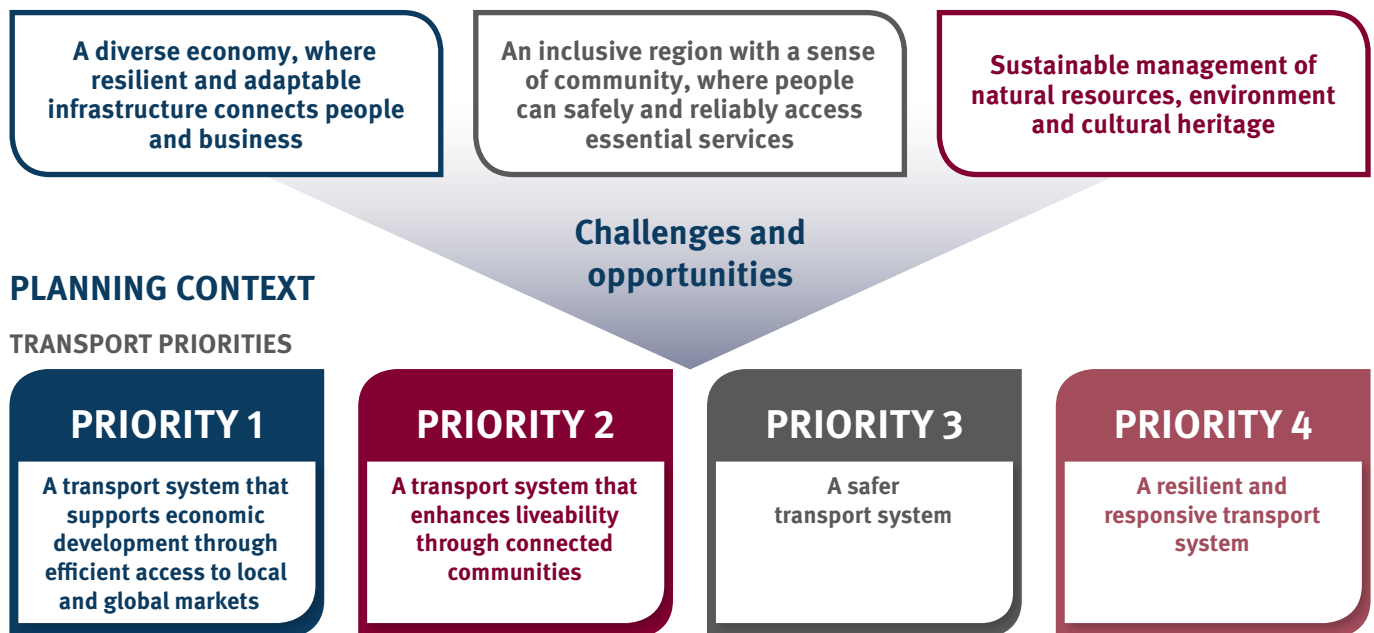 A diverse economy, where
resilient and adaptable
infrastructure connects people
and business
An inclusive region with a sense
of community, where people
can safely and reliably access
essential services
Sustainable management of
natural resources, environment
and cultural heritage
Challenges and
opportunities
PLANNING CONTEXT
TRANSPORT PRIORITIES
PRIORITY 1
A transport system that
supports economic
development through
efficient access to local
and global markets
PRIORITY 2
A transport system that
enhances liveability
through connected
communities
PRIORITY 3
A safer
transport system
PRIORITY 4
A resilient and
responsive transport
system